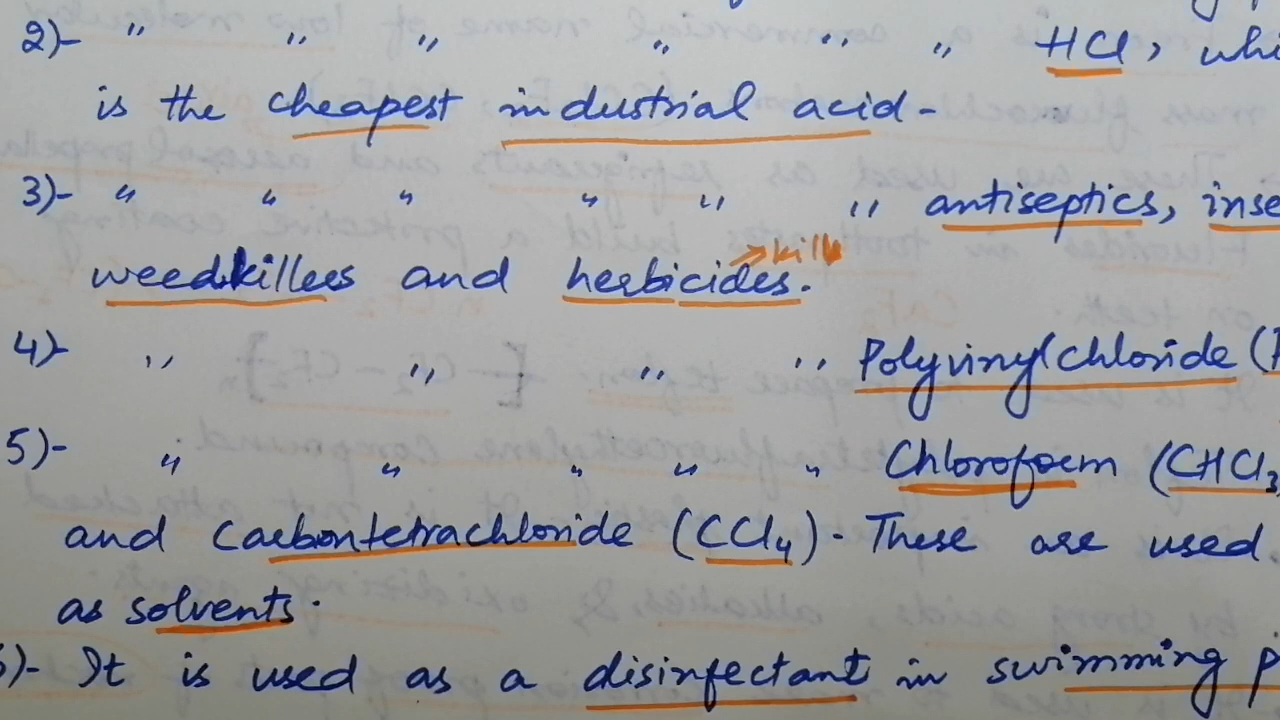 2)- " " " " " " HCl, whi
is the cheapest industrial acid-
3)- " " " " " " antiseptics, inse
→kill
weedkillers and herbicides.
4)- " " " " Polyvinylchloride (P
5)- " " " " " Chloroform (CHCl3
and Carbontetrachloride (CCl4)- These are used.
as solvents.
)- It is used as a disinfectant in swimming p